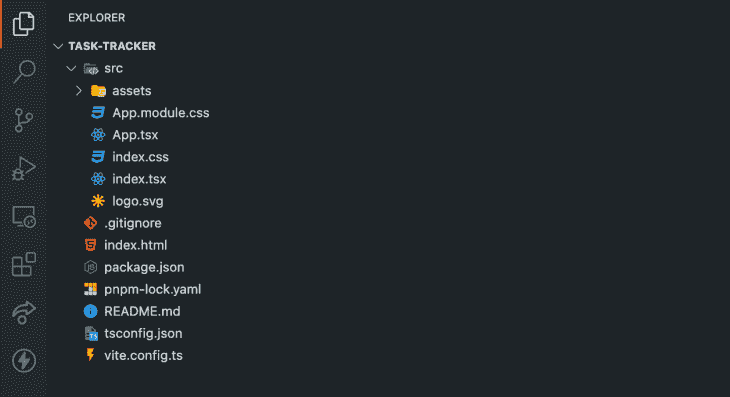 EXPLORER
TASK-TRACKER
src
assets
App.module.css
App.tsx
index.css
index.tsx
logo.svg
.gitignore
index.html
package.json
pnpm-lock.yaml
README.md
tsconfig.json
vite.config.ts